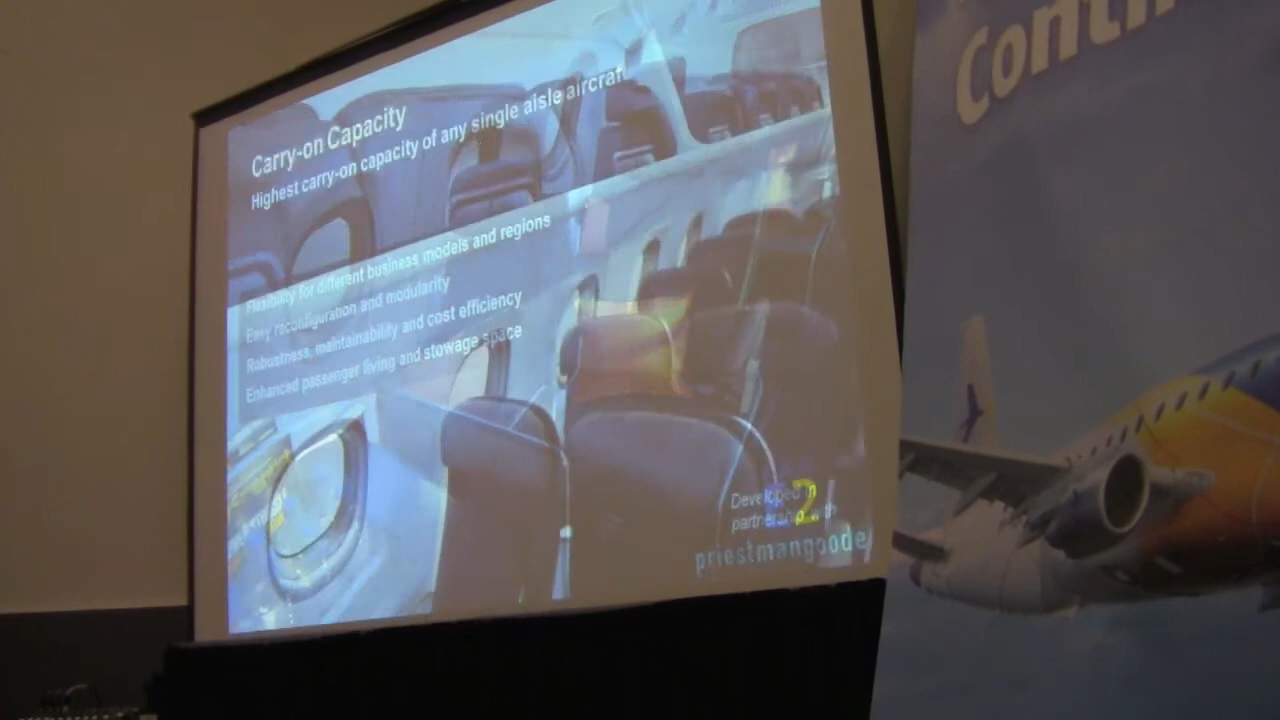 Carry-on Capacity
Highest carry-on capacity of any single aisle aircraft
Flexibility for different business models and regions
Easy reconfiguration and modularity
Robustness, maintainability and cost efficiency
Enhanced passenger living and stowage space
Developed in
partnership with
priestmangoode
2